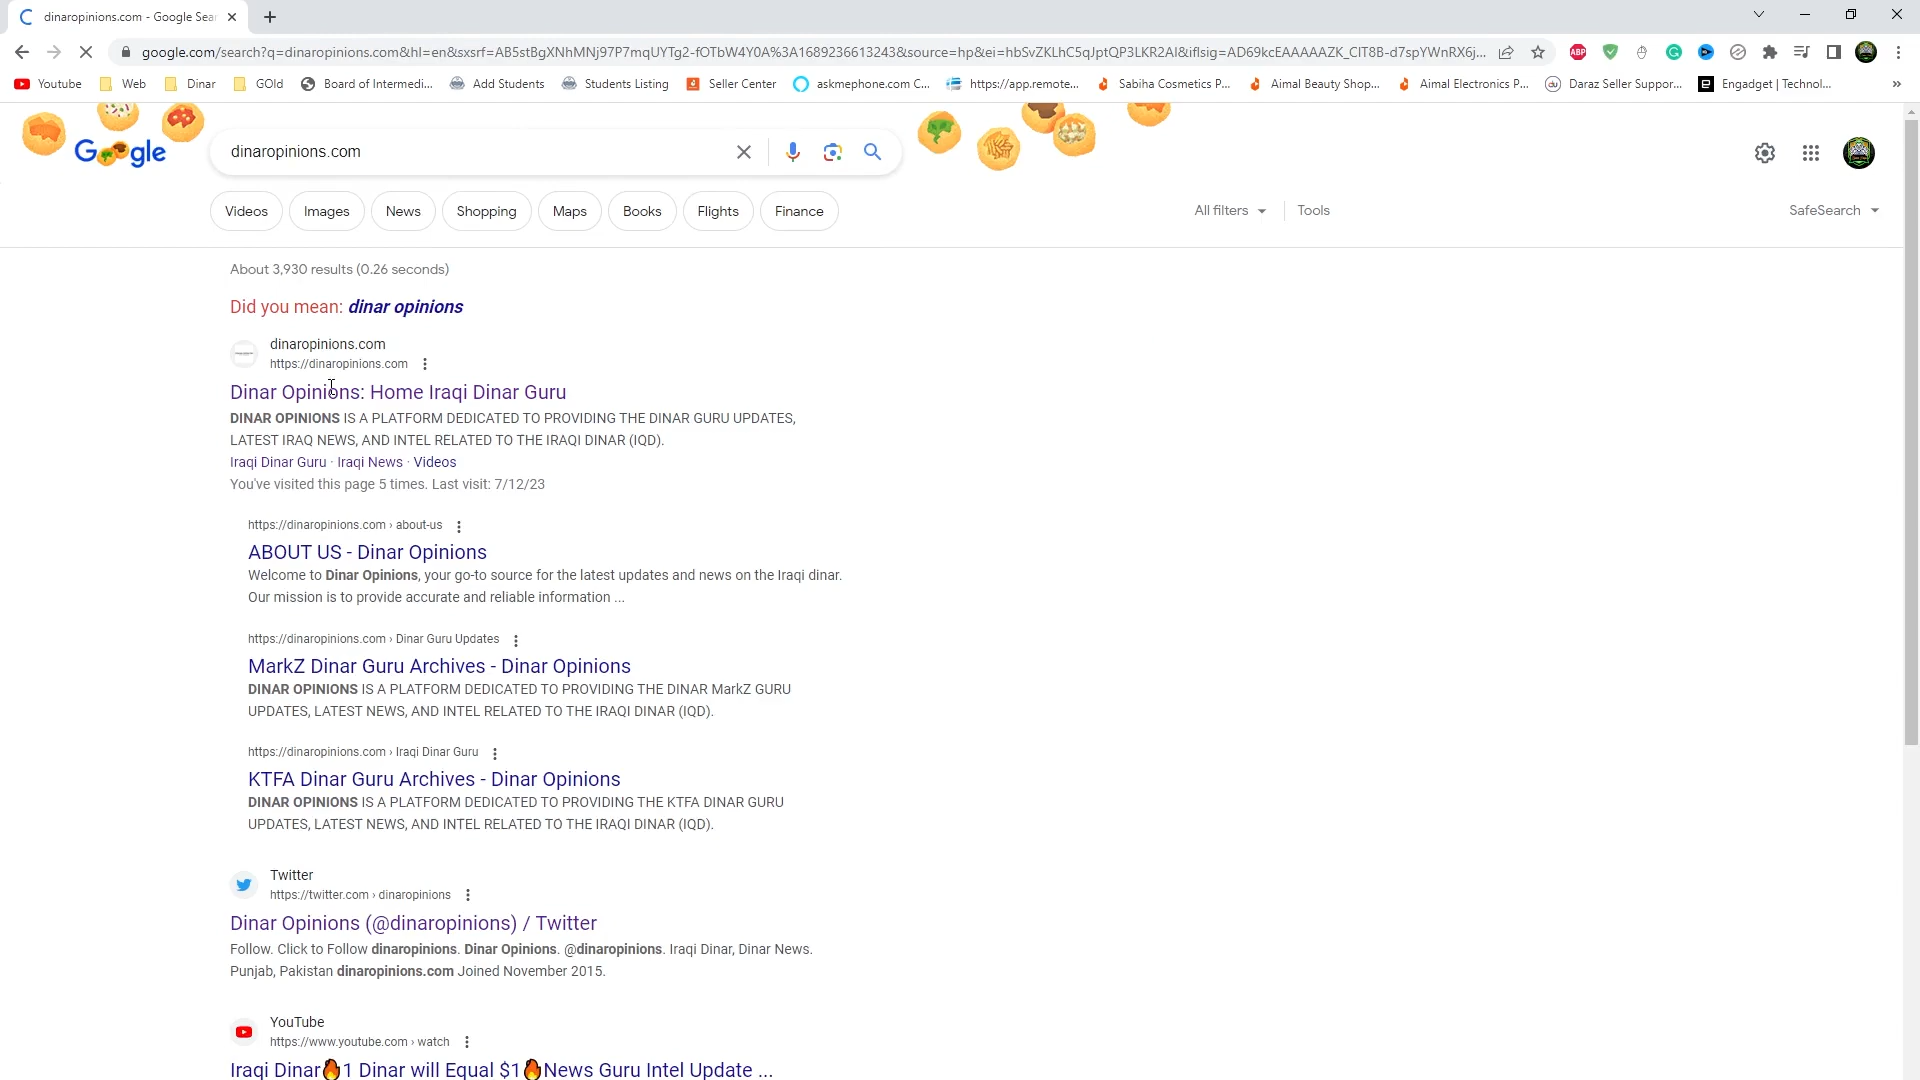 dinaropinions.com - Google Sear
google.com/search?q=dinaropinions.com&hl=en&sxsrf=AB5stBgXNhMNj97P7mqUYTg2-fOTbW4Y0A%3A1689236613243&source=hp&ei=hbSvZKLhC5qJptQP3LKR2AI&iflsig=AD69kcEAAAAAZK_CIT8B-d7spYWnRX6j...
Youtube Web Dinar GOld Board of Intermedi... Add Students Students Listing Seller Center askmephone.com C... https://app.remote... Sabiha Cosmetics P... Aimal Beauty Shop... Aimal Electronics P... Daraz Seller Suppor... Engadget | Technol... »
Google
dinaropinions.com
Videos Images News Shopping Maps Books Flights Finance All filters Tools SafeSearch
About 3,930 results (0.26 seconds)
Did you mean: dinar opinions
dinaropinions.com
https://dinaropinions.com
Dinar Opinions: Home Iraqi Dinar Guru
DINAR OPINIONS IS A PLATFORM DEDICATED TO PROVIDING THE DINAR GURU UPDATES,
LATEST IRAQ NEWS, AND INTEL RELATED TO THE IRAQI DINAR (IQD).
Iraqi Dinar Guru · Iraqi News · Videos
You've visited this page 5 times. Last visit: 7/12/23
https://dinaropinions.com › about-us
ABOUT US - Dinar Opinions
Welcome to Dinar Opinions, your go-to source for the latest updates and news on the Iraqi dinar.
Our mission is to provide accurate and reliable information ...
https://dinaropinions.com › Dinar Guru Updates
MarkZ Dinar Guru Archives - Dinar Opinions
DINAR OPINIONS IS A PLATFORM DEDICATED TO PROVIDING THE DINAR MarkZ GURU
UPDATES, LATEST NEWS, AND INTEL RELATED TO THE IRAQI DINAR (IQD).
https://dinaropinions.com › Iraqi Dinar Guru
KTFA Dinar Guru Archives - Dinar Opinions
DINAR OPINIONS IS A PLATFORM DEDICATED TO PROVIDING THE KTFA DINAR GURU
UPDATES, LATEST NEWS, AND INTEL RELATED TO THE IRAQI DINAR (IQD).
Twitter
https://twitter.com › dinaropinions
Dinar Opinions (@dinaropinions) / Twitter
Follow. Click to Follow dinaropinions. Dinar Opinions. @dinaropinions. Iraqi Dinar, Dinar News.
Punjab, Pakistan dinaropinions.com Joined November 2015.
YouTube
https://www.youtube.com › watch
Iraqi Dinar🔥1 Dinar will Equal $1🔥News Guru Intel Update ...